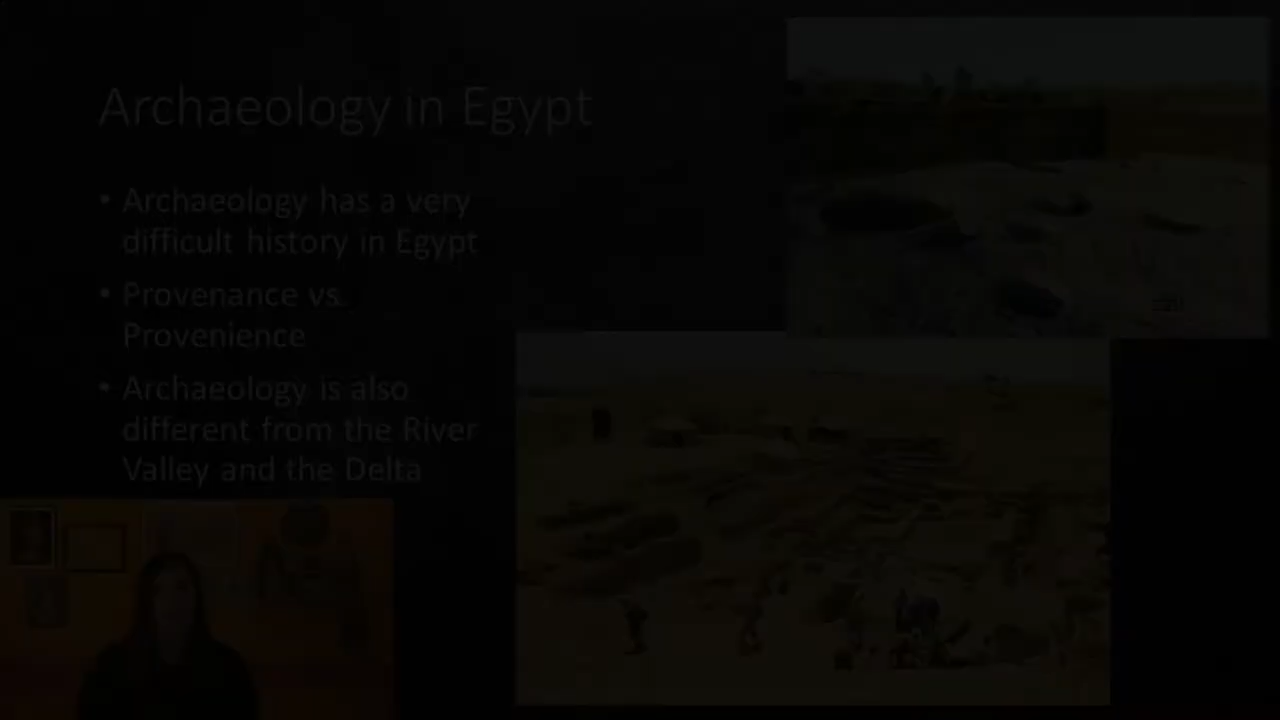 Archaeology in Egypt
• Archaeology has a very
difficult history in Egypt
• Provenance vs.
Provenience
• Archaeology is also
different from the River
Valley and the Delta